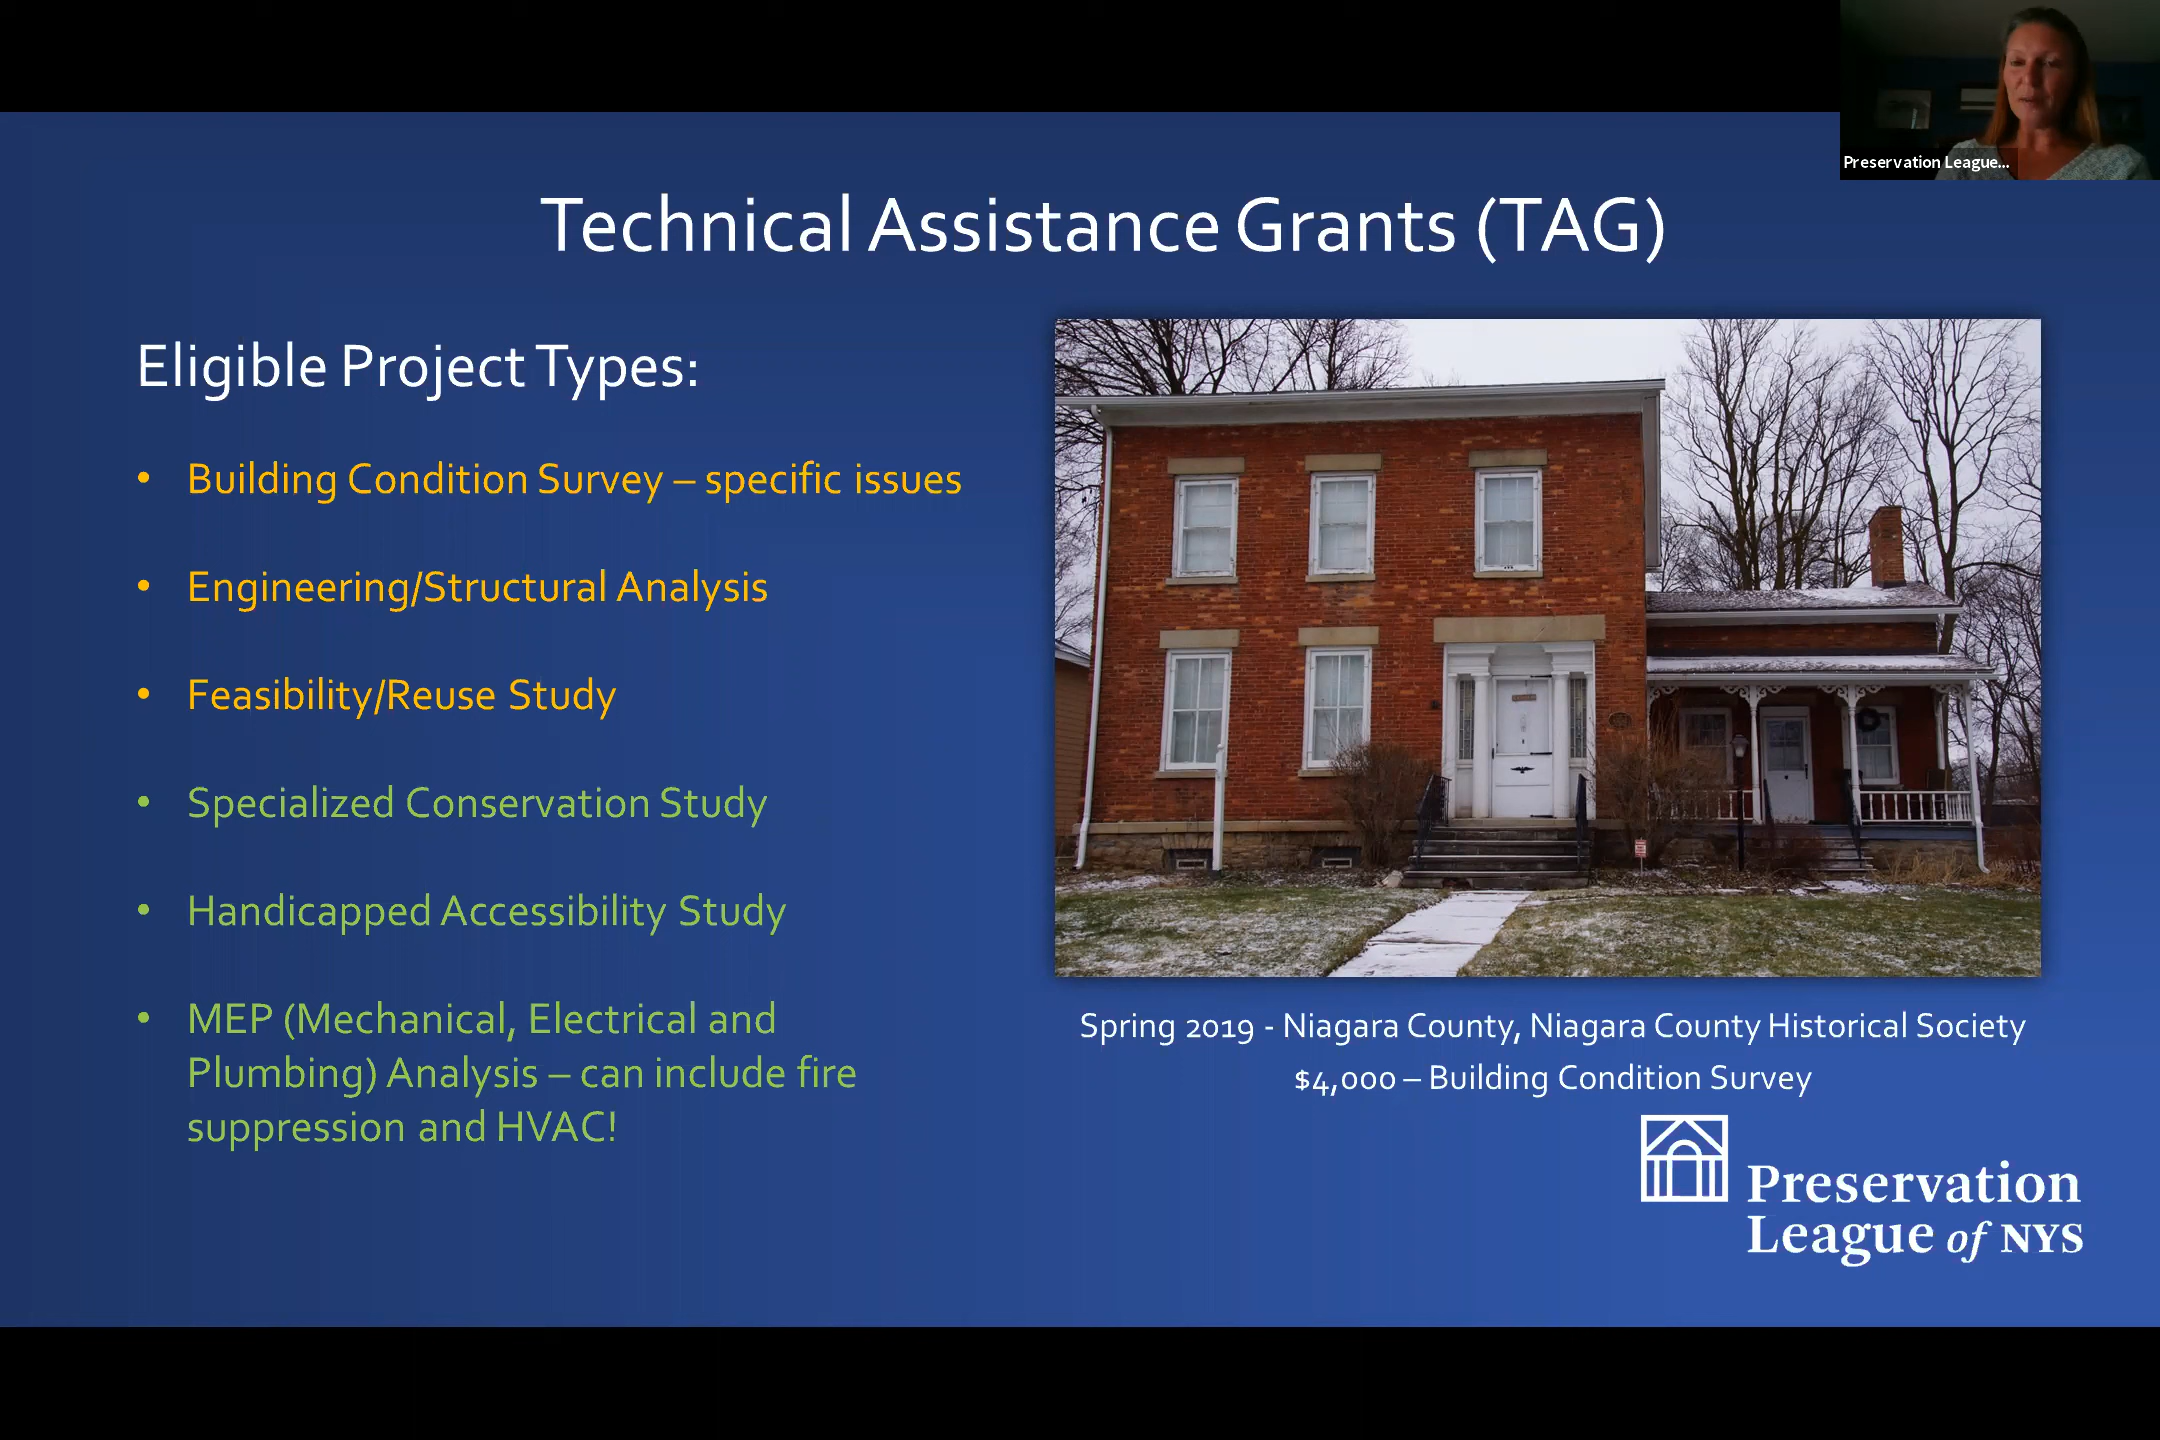 Preservation League...
Technical Assistance Grants (TAG)
Eligible Project Types:
• Building Condition Survey – specific issues
• Engineering/Structural Analysis
• Feasibility/Reuse Study
• Specialized Conservation Study
• Handicapped Accessibility Study
• MEP (Mechanical, Electrical and
Plumbing) Analysis – can include fire
suppression and HVAC!
Spring 2019 - Niagara County, Niagara County Historical Society
$4,000 – Building Condition Survey
Preservation
League of NYS